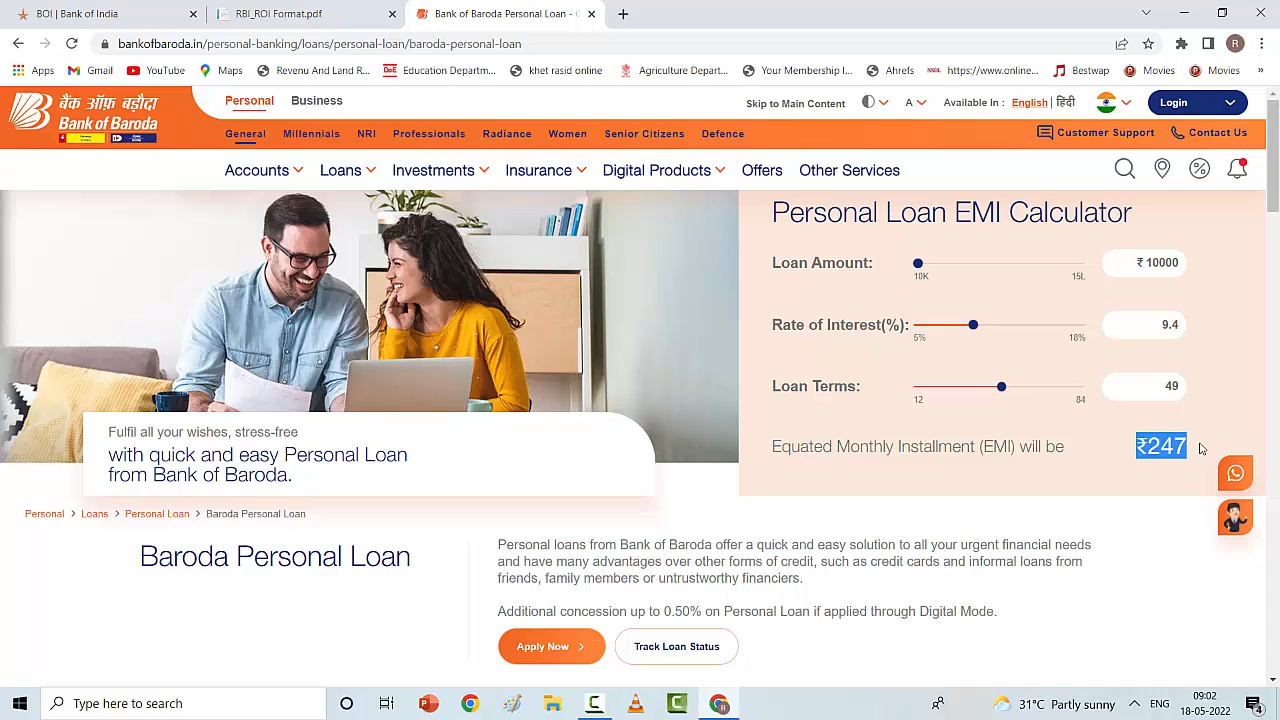 BOI | Bank of India
RBI_ROI Format.pdf
Bank of Baroda Personal Loan - C
bankofbaroda.in/personal-banking/loans/personal-loan/baroda-personal-loan
R
Apps
Gmail
YouTube
Maps
Revenu And Land R...
DoE Education Departm...
khet rasid online
Agriculture Depart...
Your Membership I...
Ahrefs
NSDL https://www.online...
Bestwap
Movies
Movies
»
बैंक ऑफ़ बड़ौदा
Bank of Baroda
Personal
Business
Skip to Main Content
A
Available In : English | हिंदी
Login
General
Millennials
NRI
Professionals
Radiance
Women
Senior Citizens
Defence
Customer Support
Contact Us
Accounts
Loans
Investments
Insurance
Digital Products
Offers
Other Services
Personal Loan EMI Calculator
Loan Amount:
₹ 10000
10K
15L
Rate of Interest(%):
9.4
5%
18%
Loan Terms:
49
12
84
Equated Monthly Installment (EMI) will be
₹247
Fulfil all your wishes, stress-free
with quick and easy Personal Loan
from Bank of Baroda.
Personal > Loans > Personal Loan > Baroda Personal Loan
Baroda Personal Loan
Personal loans from Bank of Baroda offer a quick and easy solution to all your urgent financial needs
and have many advantages over other forms of credit, such as credit cards and informal loans from
friends, family members or untrustworthy financiers.
Additional concession up to 0.50% on Personal Loan if applied through Digital Mode.
Apply Now >
Track Loan Status
Type here to search
31°C Partly sunny
ENG
09:02
18-05-2022
4